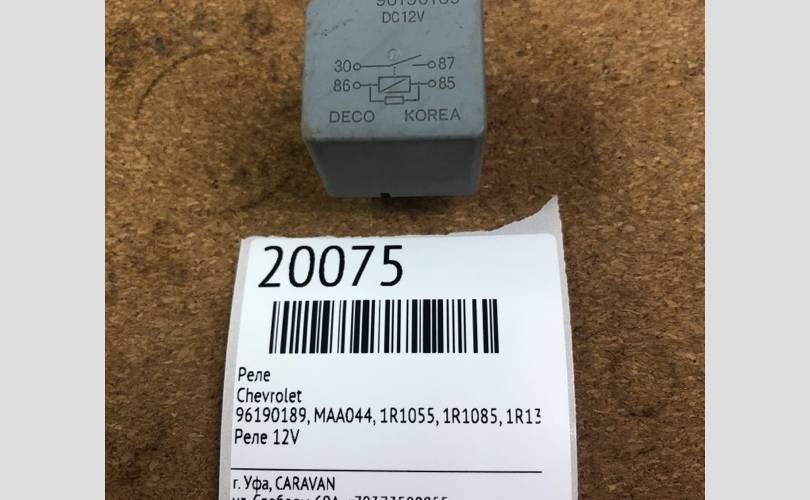 96190189
DC12V
30 87
86 85
DECO KOREA
20075
Реле
Chevrolet
96190189, MAA044, 1R1055, 1R1085, 1R13
Реле 12V
г. Уфа, CARAVAN